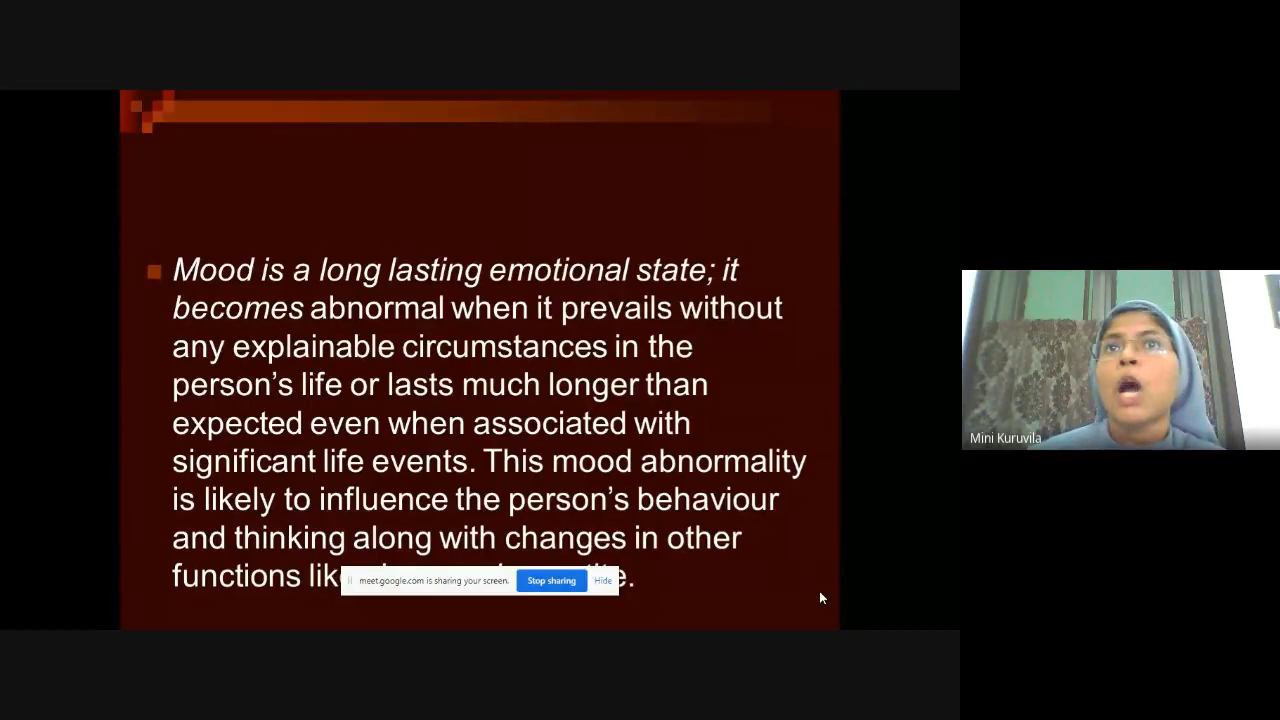 Mood is a long lasting emotional state; it
becomes abnormal when it prevails without
any explainable circumstances in the
person’s life or lasts much longer than
expected even when associated with
significant life events. This mood abnormality
is likely to influence the person’s behaviour
and thinking along with changes in other
functions
meet.google.com is sharing your screen. Stop sharing Hide
Mini Kuruvila